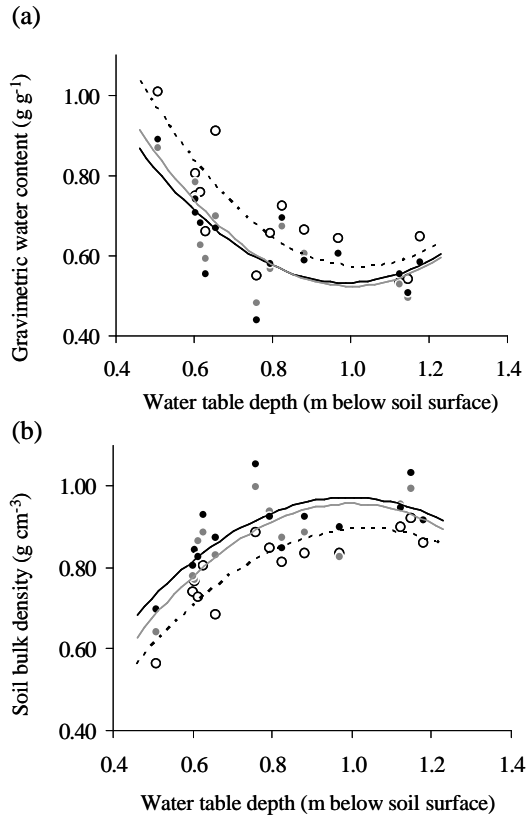 (a)
Gravimetric water content (g g⁻¹)
1.00
0.80
0.60
0.40
0.4 0.6 0.8 1.0 1.2 1.4
Water table depth (m below soil surface)
(b)
Soil bulk density (g cm⁻³)
1.00
0.80
0.60
0.40
0.4 0.6 0.8 1.0 1.2 1.4
Water table depth (m below soil surface)